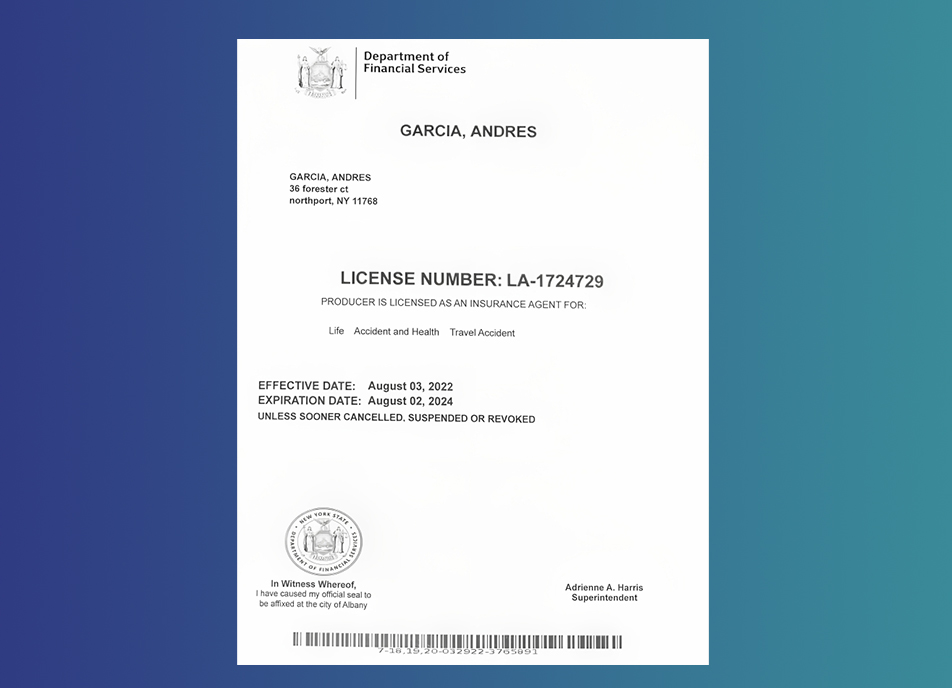 Department of
Financial Services
GARCIA, ANDRES
GARCIA, ANDRES
36 forester ct
northport, NY 11768
LICENSE NUMBER: LA-1724729
PRODUCER IS LICENSED AS AN INSURANCE AGENT FOR:
Life Accident and Health Travel Accident
EFFECTIVE DATE: August 03, 2022
EXPIRATION DATE: August 02, 2024
UNLESS SOONER CANCELLED. SUSPENDED OR REVOKED
NEW YORK STATE
DEPARTMENT OF FINANCIAL SERVICES
In Witness Whereof,
I have caused my official seal to
be affixed at the city of Albany
Adrienne A. Harris
Superintendent
7-18,19,20-032922-3765891